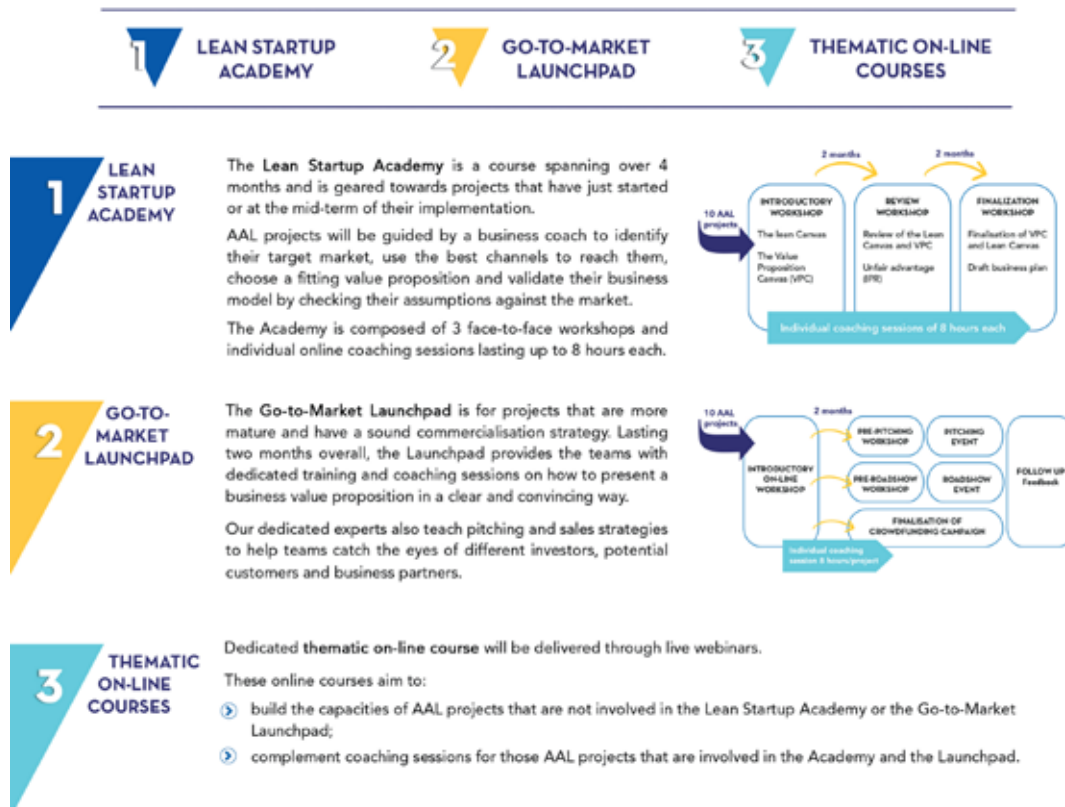 1 LEAN STARTUP
ACADEMY
2 GO-TO-MARKET
LAUNCHPAD
3 THEMATIC ON-LINE
COURSES
1 LEAN
STARTUP
ACADEMY
The Lean Startup Academy is a course spanning over 4
months and is geared towards projects that have just started
or at the mid-term of their implementation.
AAL projects will be guided by a business coach to identify
their target market, use the best channels to reach them,
choose a fitting value proposition and validate their business
model by checking their assumptions against the market.
The Academy is composed of 3 face-to-face workshops and
individual online coaching sessions lasting up to 8 hours each.
10 AAL
projects
2 months
2 months
INTRODUCTORY
WORKSHOP
The lean Canvas
The Value
Proposition
Canvas (VPC)
REVIEW
WORKSHOP
Review of the Lean
Canvas and VPC
Unfair advantage
(IPR)
FINALIZATION
WORKSHOP
Finalisation of VPC
and Lean Canvas
Draft business plan
Individual coaching sessions of 8 hours each
2 GO-TO-
MARKET
LAUNCHPAD
The Go-to-Market Launchpad is for projects that are more
mature and have a sound commercialisation strategy. Lasting
two months overall, the Launchpad provides the teams with
dedicated training and coaching sessions on how to present a
business value proposition in a clear and convincing way.
Our dedicated experts also teach pitching and sales strategies
to help teams catch the eyes of different investors, potential
customers and business partners.
10 AAL
projects
2 months
INTRODUCTORY
ON-LINE
WORKSHOP
PRE-PITCHING
WORKSHOP
PITCHING
EVENT
PRE-ROADSHOW
WORKSHOP
ROADSHOW
EVENT
FINALISATION OF
CROWDFUNDING CAMPAIGN
FOLLOW UP
Feedback
Individual coaching
session 8 hours/project
3 THEMATIC
ON-LINE
COURSES
Dedicated thematic on-line course will be delivered through live webinars.
These online courses aim to:
build the capacities of AAL projects that are not involved in the Lean Startup Academy or the Go-to-Market
Launchpad;
complement coaching sessions for those AAL projects that are involved in the Academy and the Launchpad.